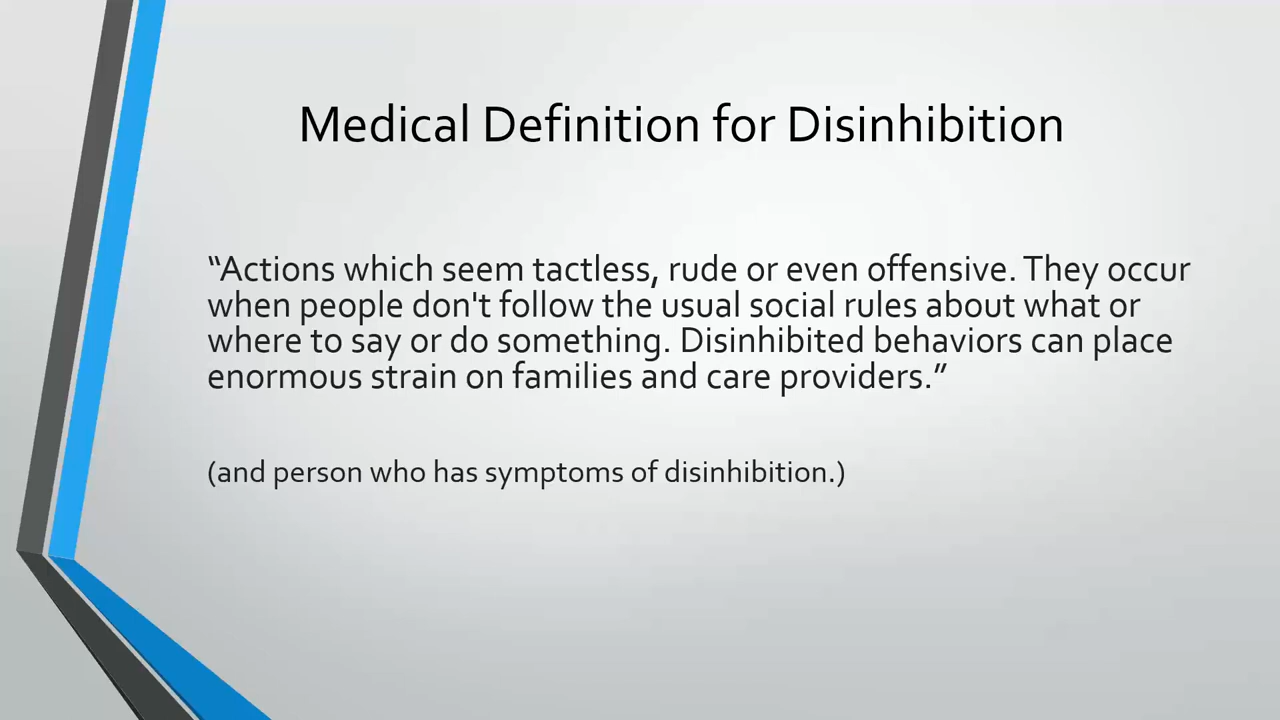 Medical Definition for Disinhibition
“Actions which seem tactless, rude or even offensive. They occur
when people don't follow the usual social rules about what or
where to say or do something. Disinhibited behaviors can place
enormous strain on families and care providers.”
(and person who has symptoms of disinhibition.)